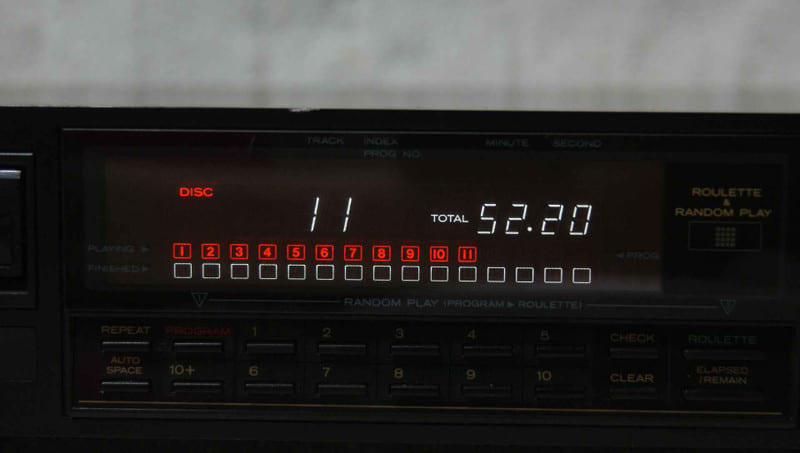 TRACK INDEX MINUTE SECOND
PROG NO.
DISC 11 TOTAL 52.20
ROULETTE
&
RANDOM PLAY
PLAYING ▶ 1 2 3 4 5 6 7 8 9 10 11 ◀ PROG.
FINISHED ▶
RANDOM PLAY (PROGRAM ▶ ROULETTE)
REPEAT PROGRAM 1 2 3 4 5 CHECK ROULETTE
AUTO
SPACE 10+ 6 7 8 9 10 CLEAR ELAPSED
/REMAIN